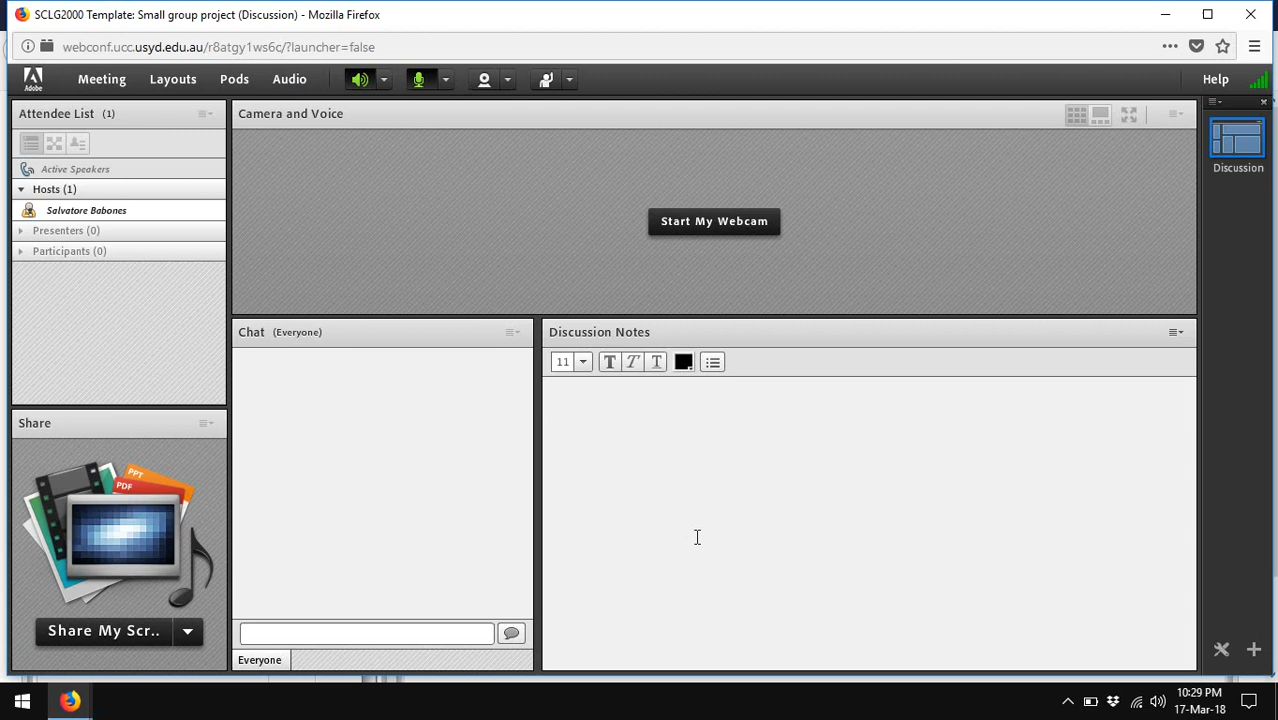 SCLG2000 Template: Small group project (Discussion) - Mozilla Firefox
webconf.ucc.usyd.edu.au/r8atgy1ws6c/?launcher=false
Adobe
Meeting
Layouts
Pods
Audio
Help
Attendee List (1)
Active Speakers
Hosts (1)
Salvatore Babones
Presenters (0)
Participants (0)
Camera and Voice
Start My Webcam
Discussion
Share
PPT
PDF
Share My Scr..
Chat (Everyone)
Everyone
Discussion Notes
11
T T T
10:29 PM
17-Mar-18